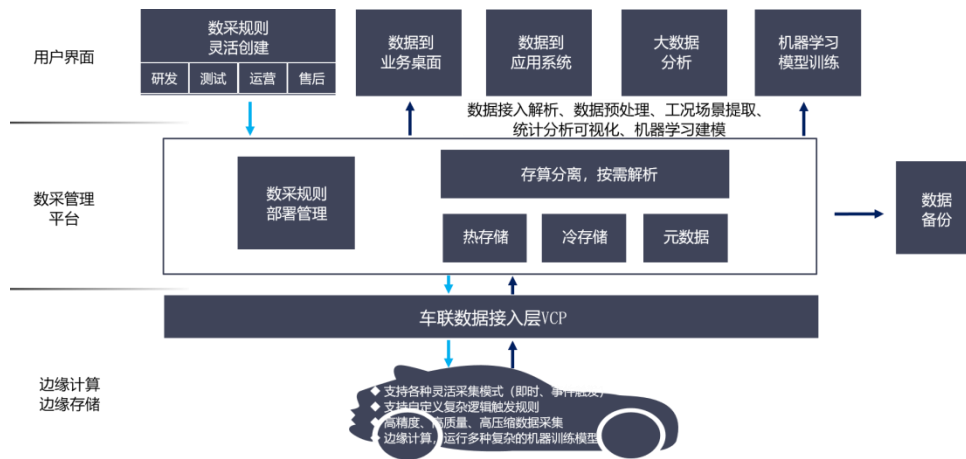 用户界面
数采规则
灵活创建
研发
测试
运营
售后
数据到
业务桌面
数据到
应用系统
大数据
分析
机器学习
模型训练
数据接入解析、数据预处理、工况场景提取、
统计分析可视化、机器学习建模
数采管理
平台
数采规则
部署管理
存算分离，按需解析
热存储
冷存储
元数据
数据
备份
车联数据接入层VCP
边缘计算
边缘存储
◆ 支持各种灵活采集模式（即时、事件触发）
◆ 支持自定义复杂逻辑触发规则
◆ 高精度、高质量、高压缩数据采集
◆ 边缘计算，运行多种复杂的机器训练模型